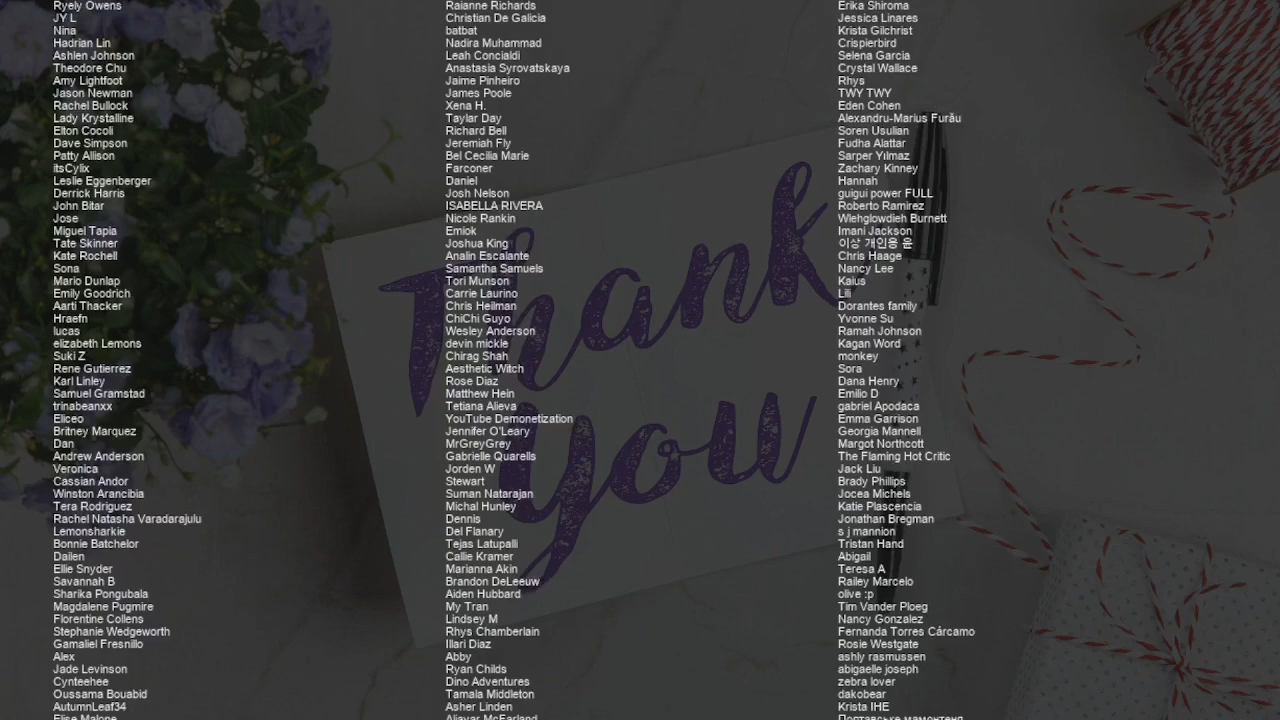 Ryely Owens
JY L
Nina
Hadrian Lin
Ashlen Johnson
Theodore Chu
Amy Lightfoot
Jason Newman
Rachel Bullock
Lady Krystalline
Elton Cocoli
Dave Simpson
Patty Allison
itsCylix
Leslie Eggenberger
Derrick Harris
John Bitar
Jose
Miguel Tapia
Tate Skinner
Kate Rochell
Sona
Mario Dunlap
Emily Goodrich
Aarti Thacker
Hraefn
lucas
elizabeth Lemons
Suki Z
Rene Gutierrez
Karl Linley
Samuel Gramstad
trinabeanxx
Eliceo
Britney Marquez
Dan
Andrew Anderson
Veronica
Cassian Andor
Winston Arancibia
Tera Rodriguez
Rachel Natasha Varadarajulu
Lemonsharkie
Bonnie Batchelor
Dailen
Ellie Snyder
Savannah B
Sharika Pongubala
Magdalene Pugmire
Florentine Collens
Stephanie Wedgeworth
Gamaliel Fresnillo
Alex
Jade Levinson
Cynteehee
Oussama Bouabid
AutumnLeaf34
Elise Malone
Raianne Richards
Christian De Galicia
batbat
Nadira Muhammad
Leah Concialdi
Anastasia Syrovatskaya
Jaime Pinheiro
James Poole
Xena H.
Taylar Day
Richard Bell
Jeremiah Fly
Bel Cecilia Marie
Farconer
Daniel
Josh Nelson
ISABELLA RIVERA
Nicole Rankin
Emiok
Joshua King
Analin Escalante
Samantha Samuels
Tori Munson
Carrie Laurino
Chris Heilman
ChiChi Guyo
Wesley Anderson
devin mickle
Chirag Shah
Aesthetic Witch
Rose Diaz
Matthew Hein
Tetiana Alieva
YouTube Demonetization
Jennifer O'Leary
MrGreyGrey
Gabrielle Quarells
Jorden W
Stewart
Suman Natarajan
Michal Hunley
Dennis
Del Flanary
Tejas Latupalli
Callie Kramer
Marianna Akin
Brandon DeLeeuw
Aiden Hubbard
My Tran
Lindsey M
Rhys Chamberlain
Illari Diaz
Abby
Ryan Childs
Dino Adventures
Tamala Middleton
Asher Linden
Aliavar McFarland
Erika Shiroma
Jessica Linares
Krista Gilchrist
Crispierbird
Selena Garcia
Crystal Wallace
Rhys
TWY TWY
Eden Cohen
Alexandru-Marius Furău
Soren Usulian
Fudha Alattar
Sarper Yılmaz
Zachary Kinney
Hannah
guigui power FULL
Roberto Ramirez
Wlehglowdieh Burnett
Imani Jackson
이상 개인용 윤
Chris Haage
Nancy Lee
Kaius
Lili
Dorantes family
Yvonne Su
Ramah Johnson
Kagan Word
monkey
Sora
Dana Henry
Emilio D
gabriel Apodaca
Emma Garrison
Georgia Mannell
Margot Northcott
The Flaming Hot Critic
Jack Liu
Brady Phillips
Jocea Michels
Katie Plascencia
Jonathan Bregman
s j mannion
Tristan Hand
Abigail
Teresa A
Railey Marcelo
olive :p
Tim Vander Ploeg
Nancy Gonzalez
Fernanda Torres Cárcamo
Rosie Westgate
ashly rasmussen
abigaelle joseph
zebra lover
dakobear
Krista IHE
Полтавське мамонтеня
Thank
you